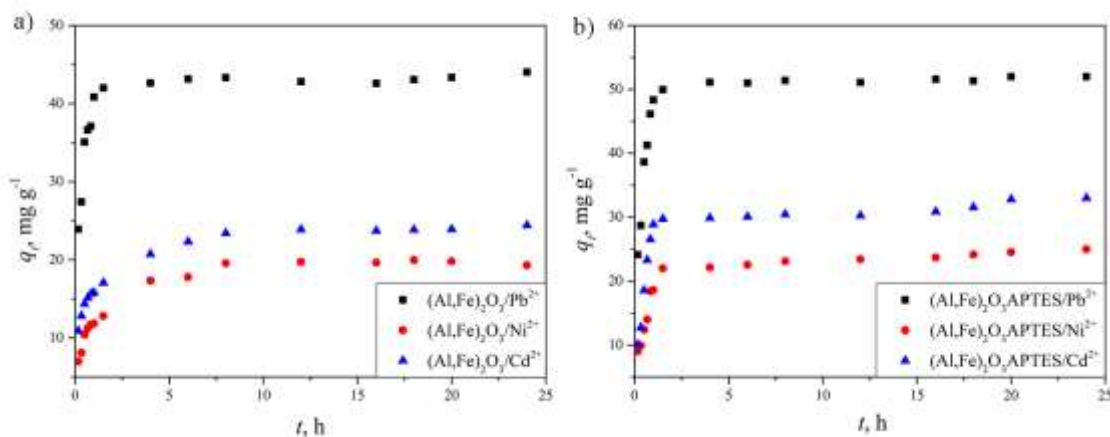 a)
50
40
30
20
10
0
5
10
15
20
25
qₜ, mg g⁻¹
t, h
(Al,Fe)₂O₃/Pb²⁺
(Al,Fe)₂O₃/Ni²⁺
(Al,Fe)₂O₃/Cd²⁺
b)
60
50
40
30
20
10
0
5
10
15
20
25
qₜ, mg g⁻¹
t, h
(Al,Fe)₂O₃APTES/Pb²⁺
(Al,Fe)₂O₃APTES/Ni²⁺
(Al,Fe)₂O₃APTES/Cd²⁺